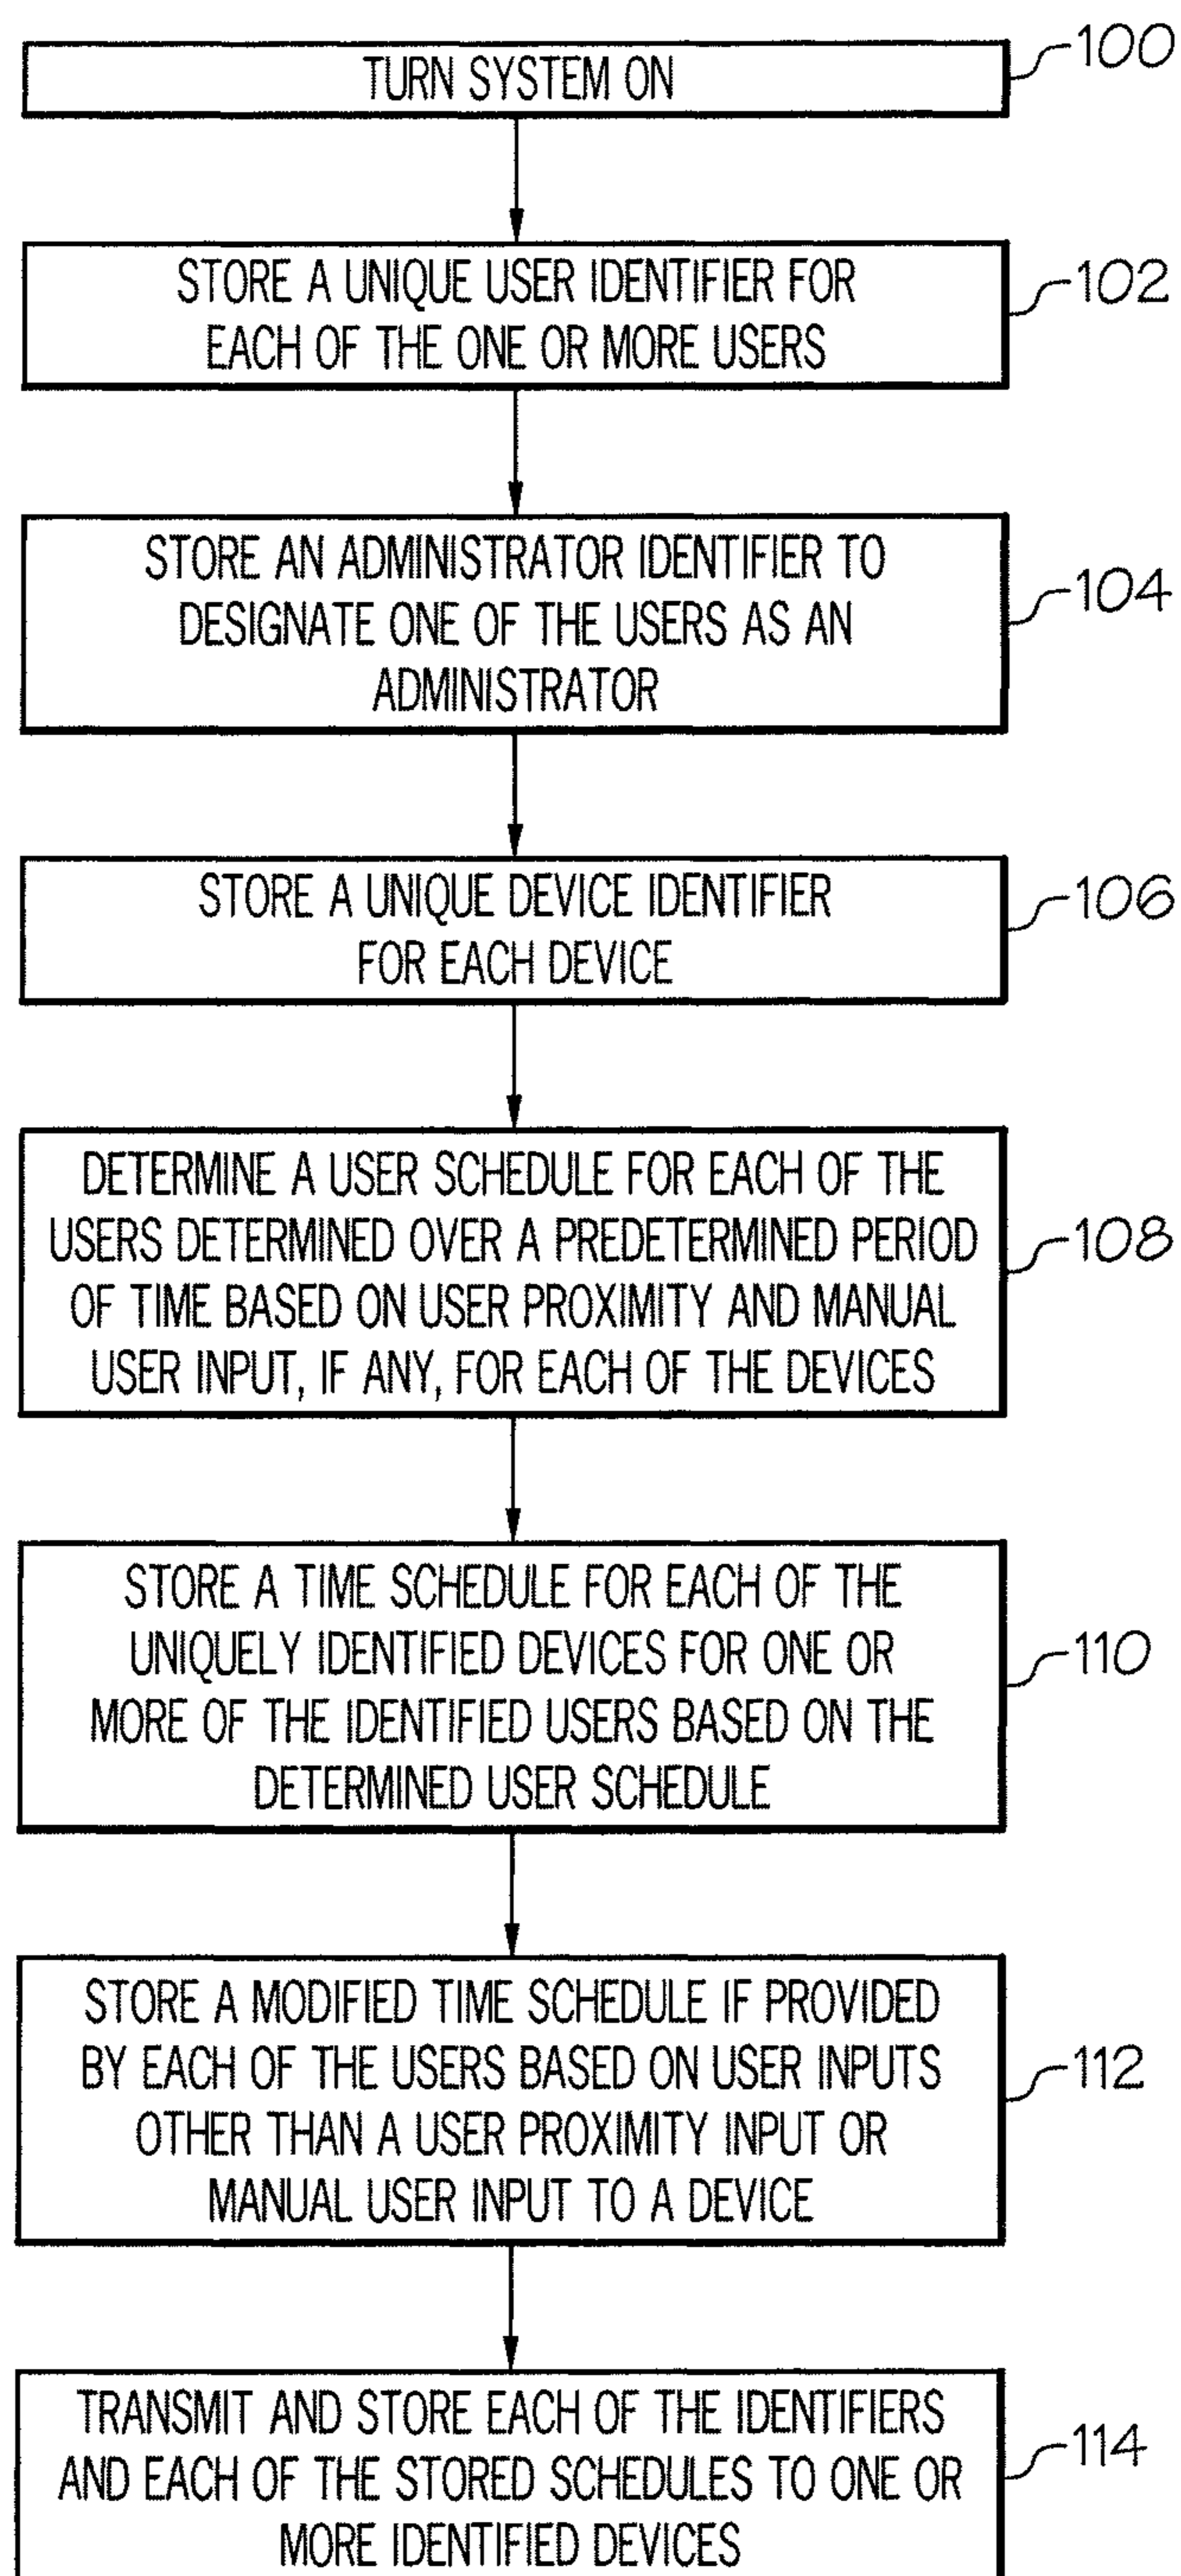 TURN SYSTEM ON
100
STORE A UNIQUE USER IDENTIFIER FOR
EACH OF THE ONE OR MORE USERS
102
STORE AN ADMINISTRATOR IDENTIFIER TO
DESIGNATE ONE OF THE USERS AS AN
ADMINISTRATOR
104
STORE A UNIQUE DEVICE IDENTIFIER
FOR EACH DEVICE
106
DETERMINE A USER SCHEDULE FOR EACH OF THE
USERS DETERMINED OVER A PREDETERMINED PERIOD
OF TIME BASED ON USER PROXIMITY AND MANUAL
USER INPUT, IF ANY, FOR EACH OF THE DEVICES
108
STORE A TIME SCHEDULE FOR EACH OF THE
UNIQUELY IDENTIFIED DEVICES FOR ONE OR
MORE OF THE IDENTIFIED USERS BASED ON THE
DETERMINED USER SCHEDULE
110
STORE A MODIFIED TIME SCHEDULE IF PROVIDED
BY EACH OF THE USERS BASED ON USER INPUTS
OTHER THAN A USER PROXIMITY INPUT OR
MANUAL USER INPUT TO A DEVICE
112
TRANSMIT AND STORE EACH OF THE IDENTIFIERS
AND EACH OF THE STORED SCHEDULES TO ONE OR
MORE IDENTIFIED DEVICES
114